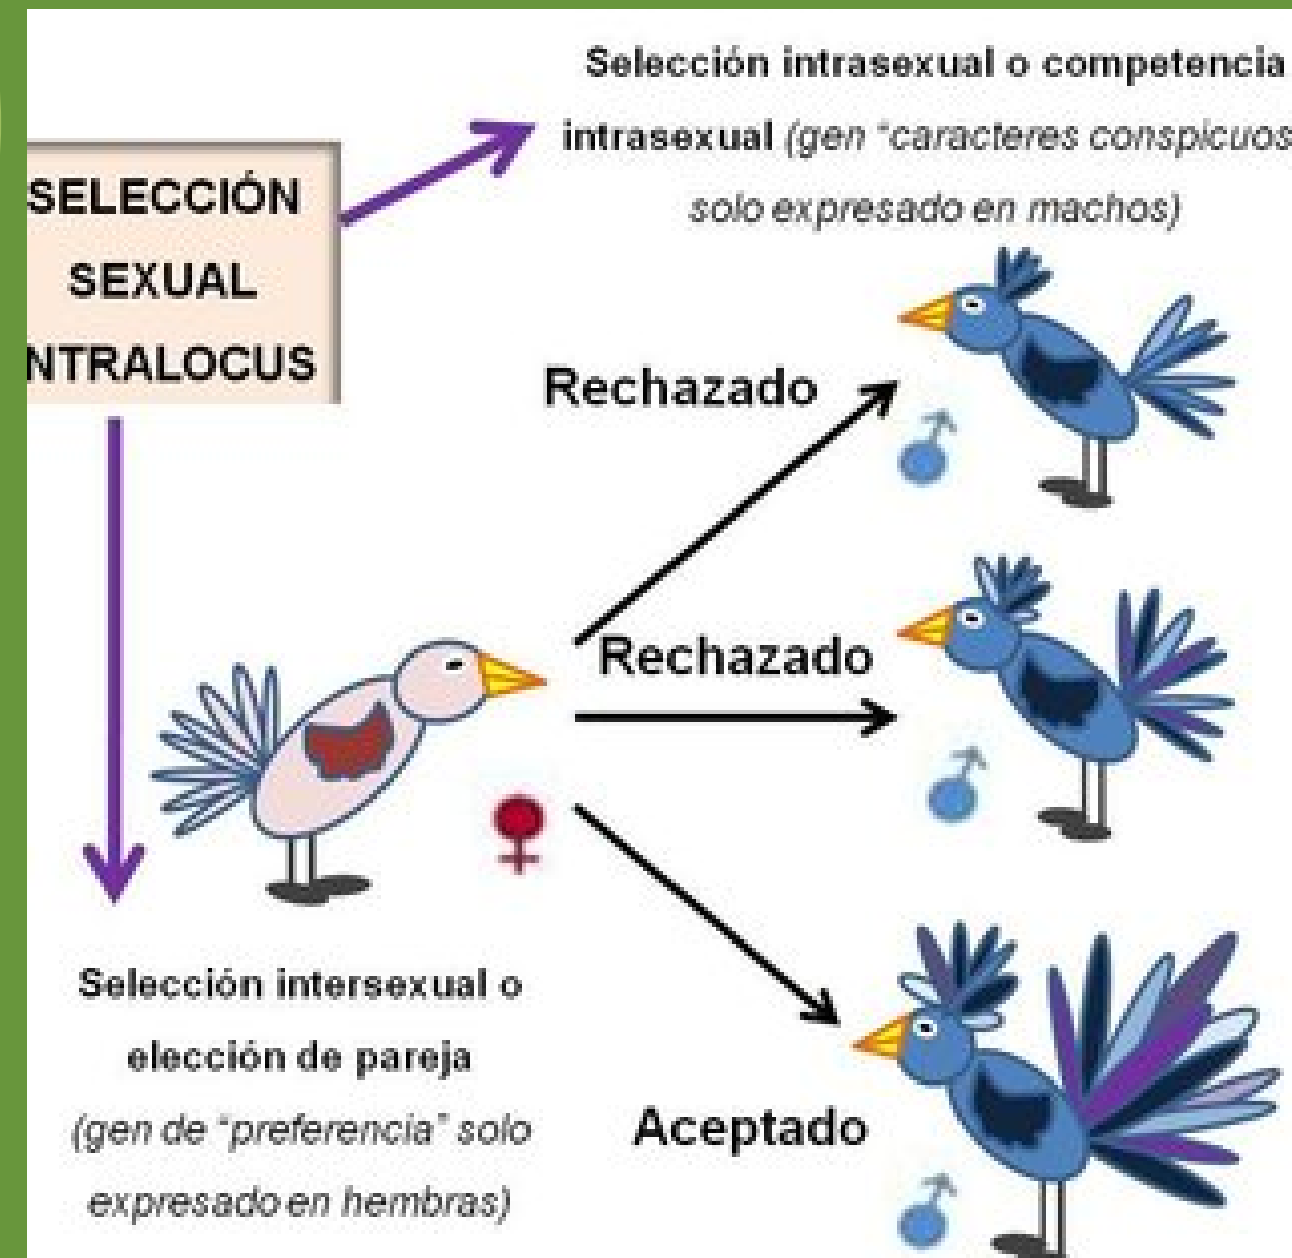 Selección intrasexual o competencia
intrasexual (gen "caracteres conspicuos
solo expresado en machos)
SELECCIÓN
SEXUAL
NTRALOCUS
Rechazado
Rechazado
Aceptado
Selección intersexual o
elección de pareja
(gen de "preferencia" solo
expresado en hembras)